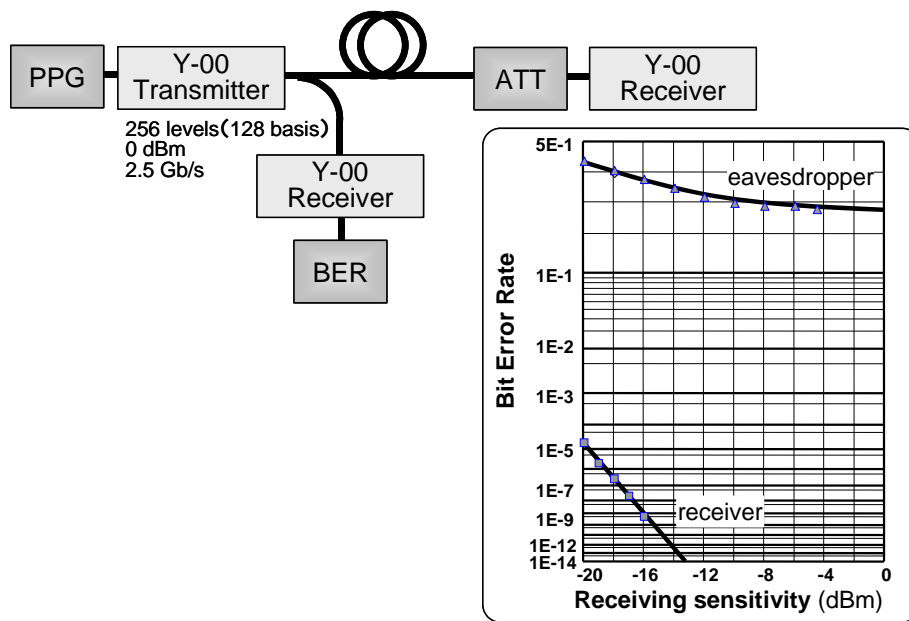 PPG
Y-00
Transmitter
ATT
Y-00
Receiver
256 levels(128 basis)
0 dBm
2.5 Gb/s
Y-00
Receiver
BER
5E-1
eavesdropper
1E-1
1E-2
1E-3
1E-5
1E-7
1E-9
1E-12
1E-14
Bit Error Rate
receiver
-20 -16 -12 -8 -4 0
Receiving sensitivity (dBm)